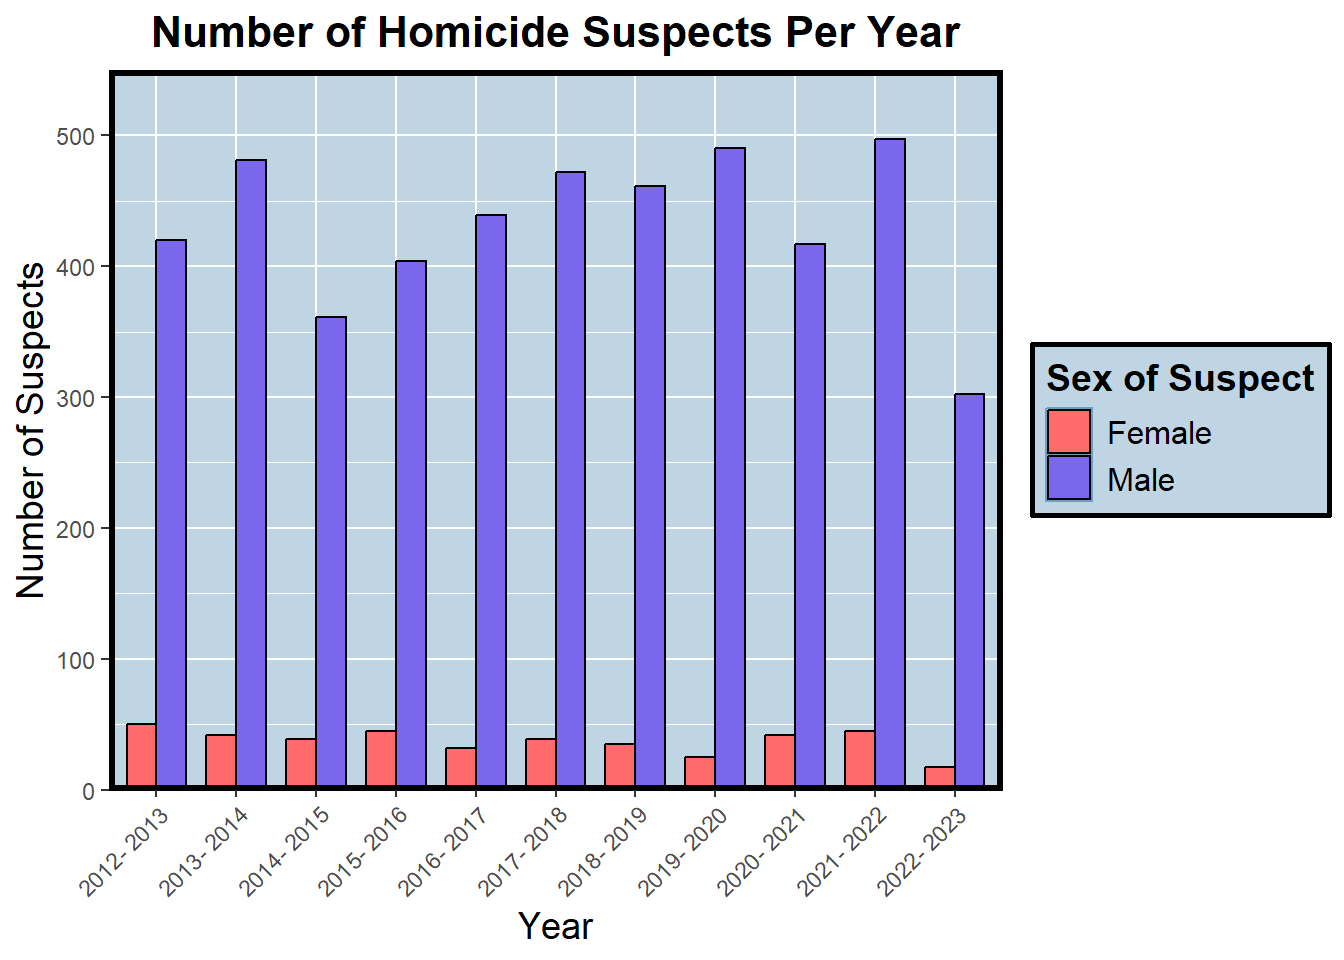 Number of Homicide Suspects Per Year
Number of Suspects
500
400
300
200
100
0
2012- 2013
2013- 2014
2014- 2015
2015- 2016
2016- 2017
2017- 2018
2018- 2019
2019- 2020
2020- 2021
2021- 2022
2022- 2023
Year
Sex of Suspect
Female
Male